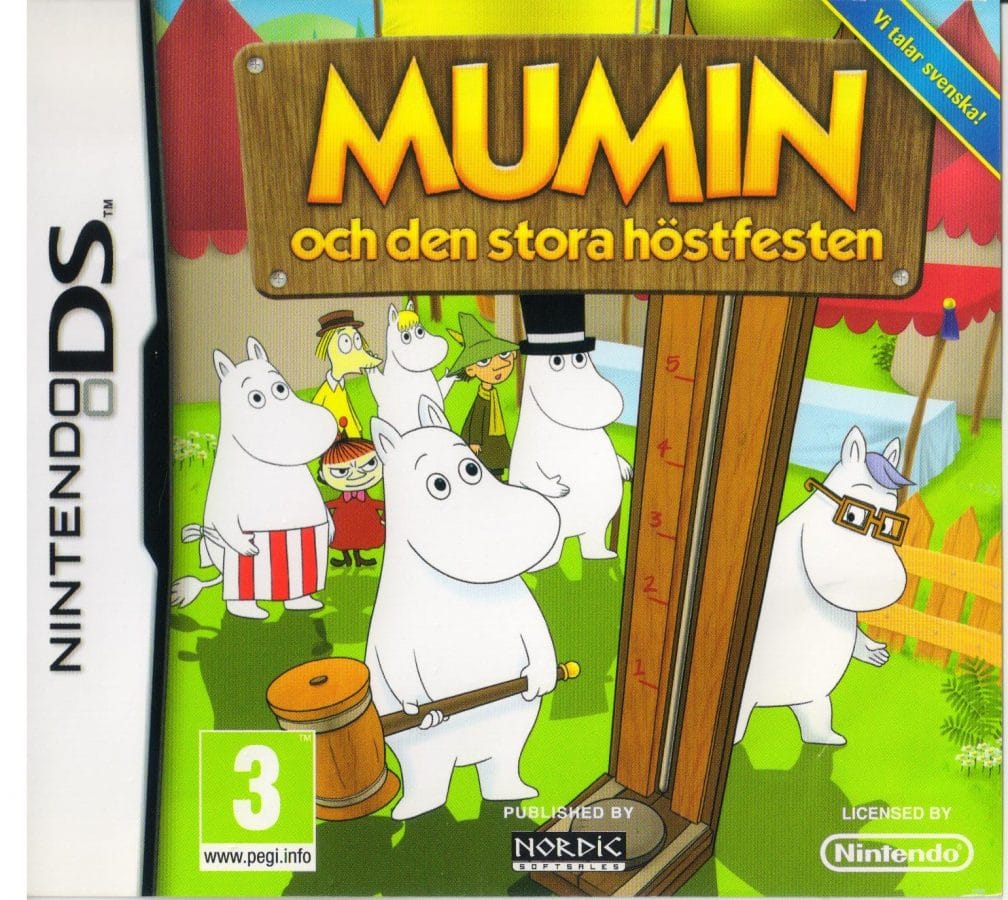 Vi talar svenska!
MUMIN
och den stora höstfesten
NINTENDO DS™
5
4
3
2
1
3™
www.pegi.info
PUBLISHED BY
NORDIC
SOFTSALES
LICENSED BY
Nintendo®